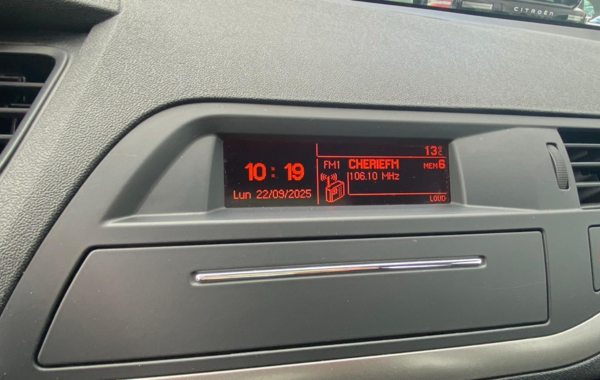 CITROËN
13°C
FM1 CHERIEFM MEM6
10:19
106.10 MHz
Lun 22/09/2025
LOUD